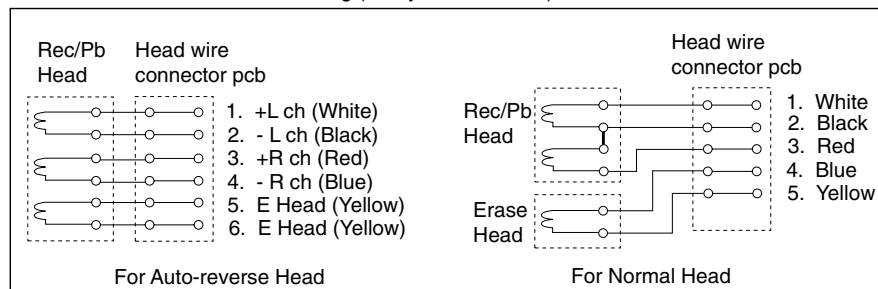 Rec/Pb Head
Head wire connector pcb
1. +L ch (White)
2. - L ch (Black)
3. +R ch (Red)
4. - R ch (Blue)
5. E Head (Yellow)
6. E Head (Yellow)
For Auto-reverse Head
Head wire connector pcb
Rec/Pb Head
Erase Head
1. White
2. Black
3. Red
4. Blue
5. Yellow
For Normal Head